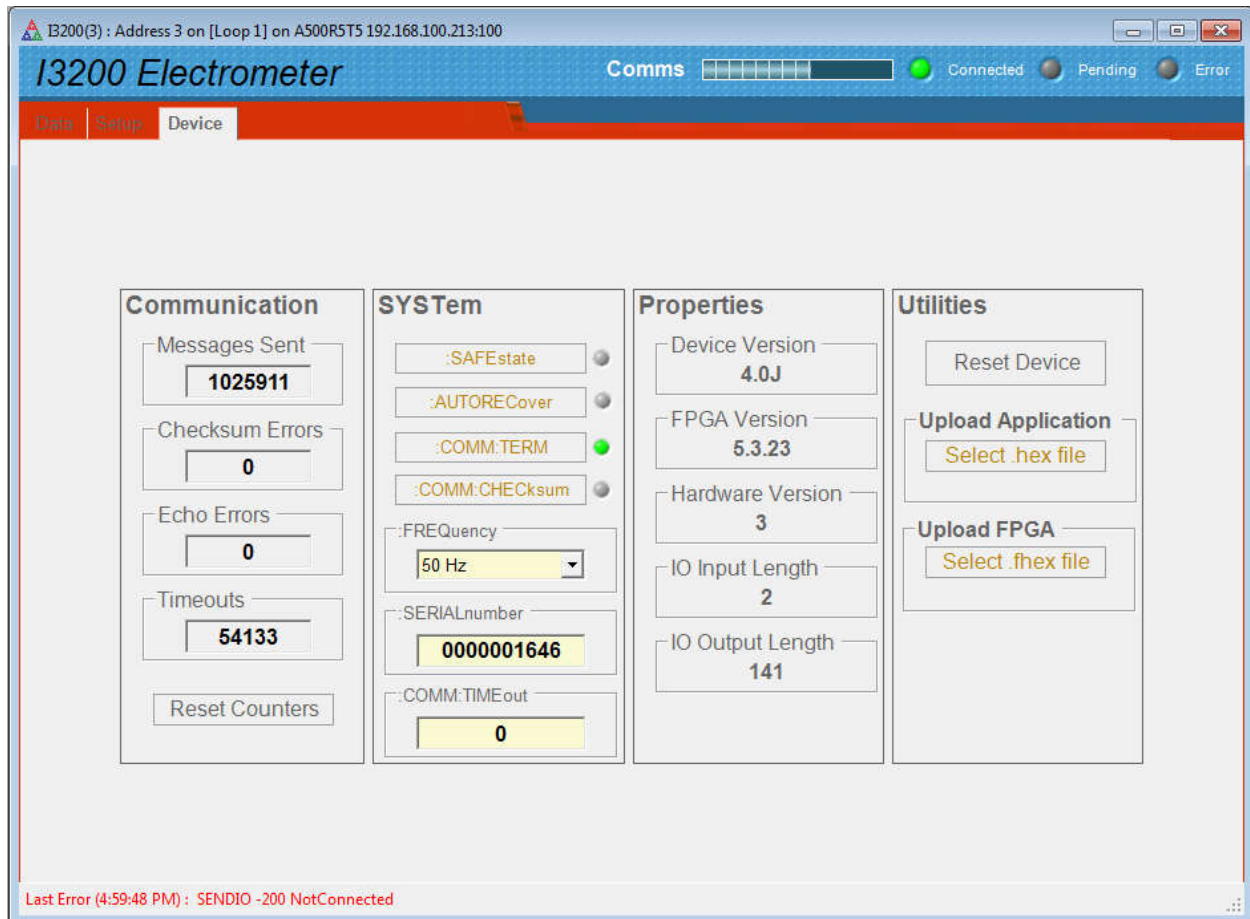 I3200(3) : Address 3 on [Loop 1] on A500R5T5 192.168.100.213:100
I3200 Electrometer
Comms
Connected
Pending
Error
Data
Setup
Device
Communication
Messages Sent
1025911
Checksum Errors
0
Echo Errors
0
Timeouts
54133
Reset Counters
SYSTem
:SAFEstate
:AUTORECover
:COMM:TERM
:COMM:CHECksum
:FREQuency
50 Hz
:SERIALnumber
0000001646
:COMM:TIMEout
0
Properties
Device Version
4.0J
FPGA Version
5.3.23
Hardware Version
3
IO Input Length
2
IO Output Length
141
Utilities
Reset Device
Upload Application
Select .hex file
Upload FPGA
Select .fhex file
Last Error (4:59:48 PM) : SENDIO -200 NotConnected